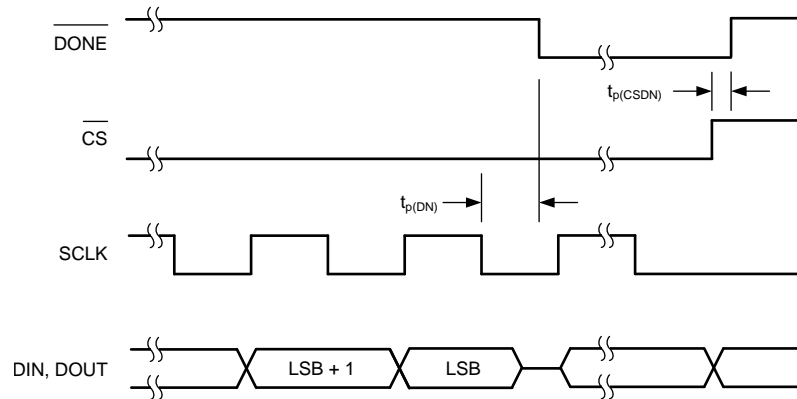 DONE
tp(CSDN)
CS
tp(DN)
SCLK
DIN, DOUT
LSB + 1
LSB